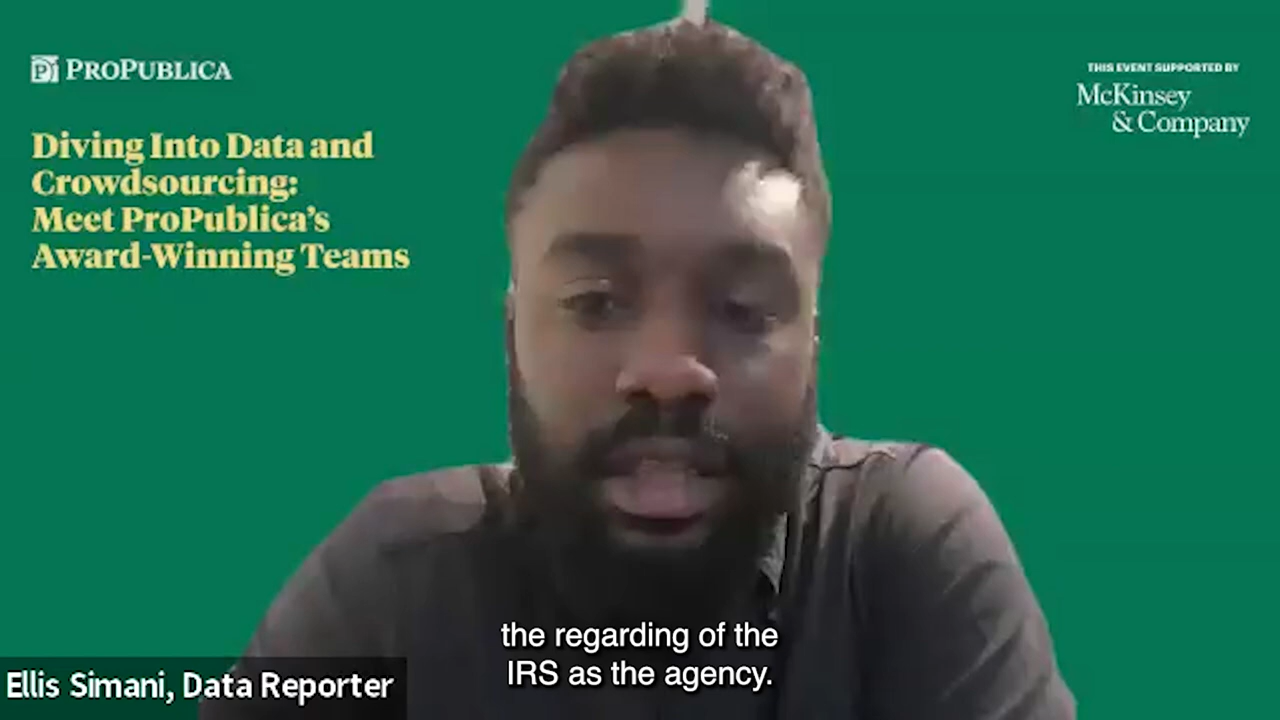 PROPUBLICA
Diving Into Data and
Crowdsourcing:
Meet ProPublica’s
Award-Winning Teams
THIS EVENT SUPPORTED BY
McKinsey
& Company
the regarding of the
IRS as the agency.
Ellis Simani, Data Reporter